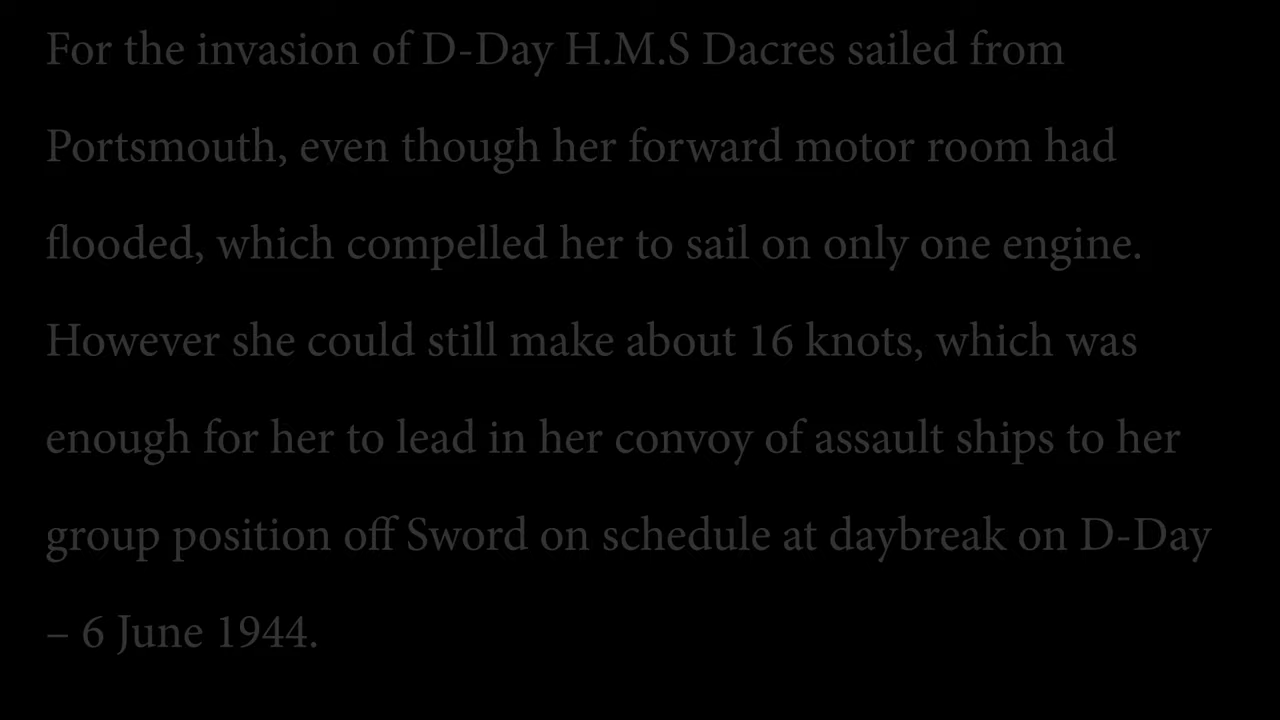 For the invasion of D-Day H.M.S Dacres sailed from
Portsmouth, even though her forward motor room had
flooded, which compelled her to sail on only one engine.
However she could still make about 16 knots, which was
enough for her to lead in her convoy of assault ships to her
group position off Sword on schedule at daybreak on D-Day
– 6 June 1944.